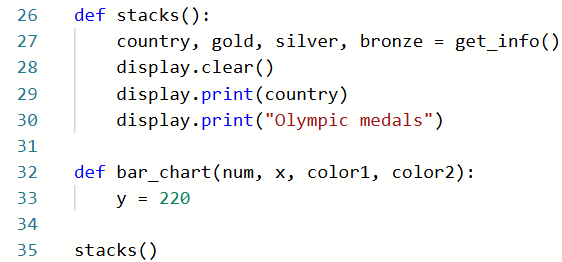 26 def stacks():
27     country, gold, silver, bronze = get_info()
28     display.clear()
29     display.print(country)
30     display.print("Olympic medals")
31
32 def bar_chart(num, x, color1, color2):
33     y = 220
34
35 stacks()